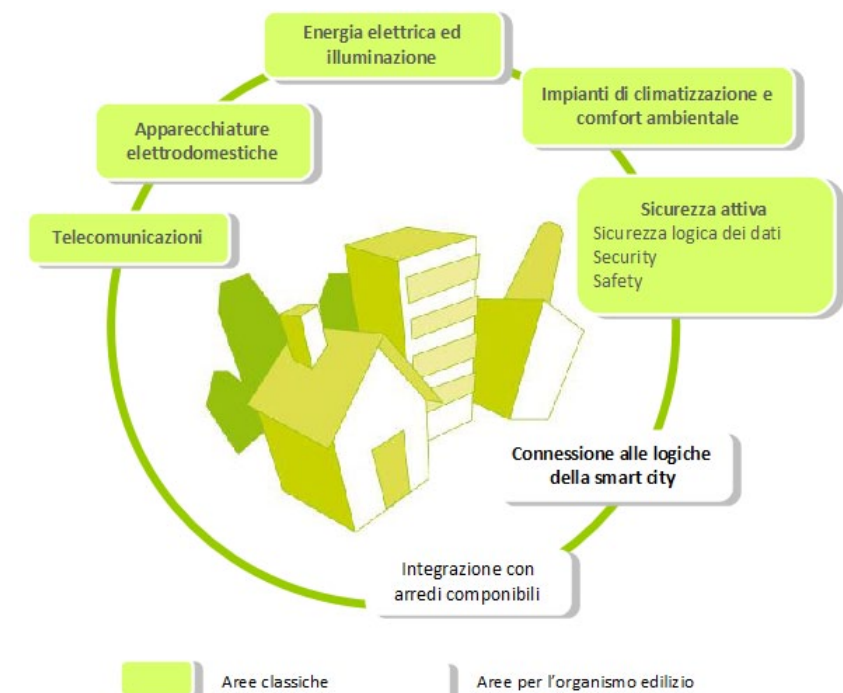 Energia elettrica ed
illuminazione
Impianti di climatizzazione e
comfort ambientale
Apparecchiature
elettrodomestiche
Sicurezza attiva
Sicurezza logica dei dati
Security
Safety
Telecomunicazioni
Connessione alle logiche
della smart city
Integrazione con
arredi componibili
Aree classiche
Aree per l'organismo edilizio